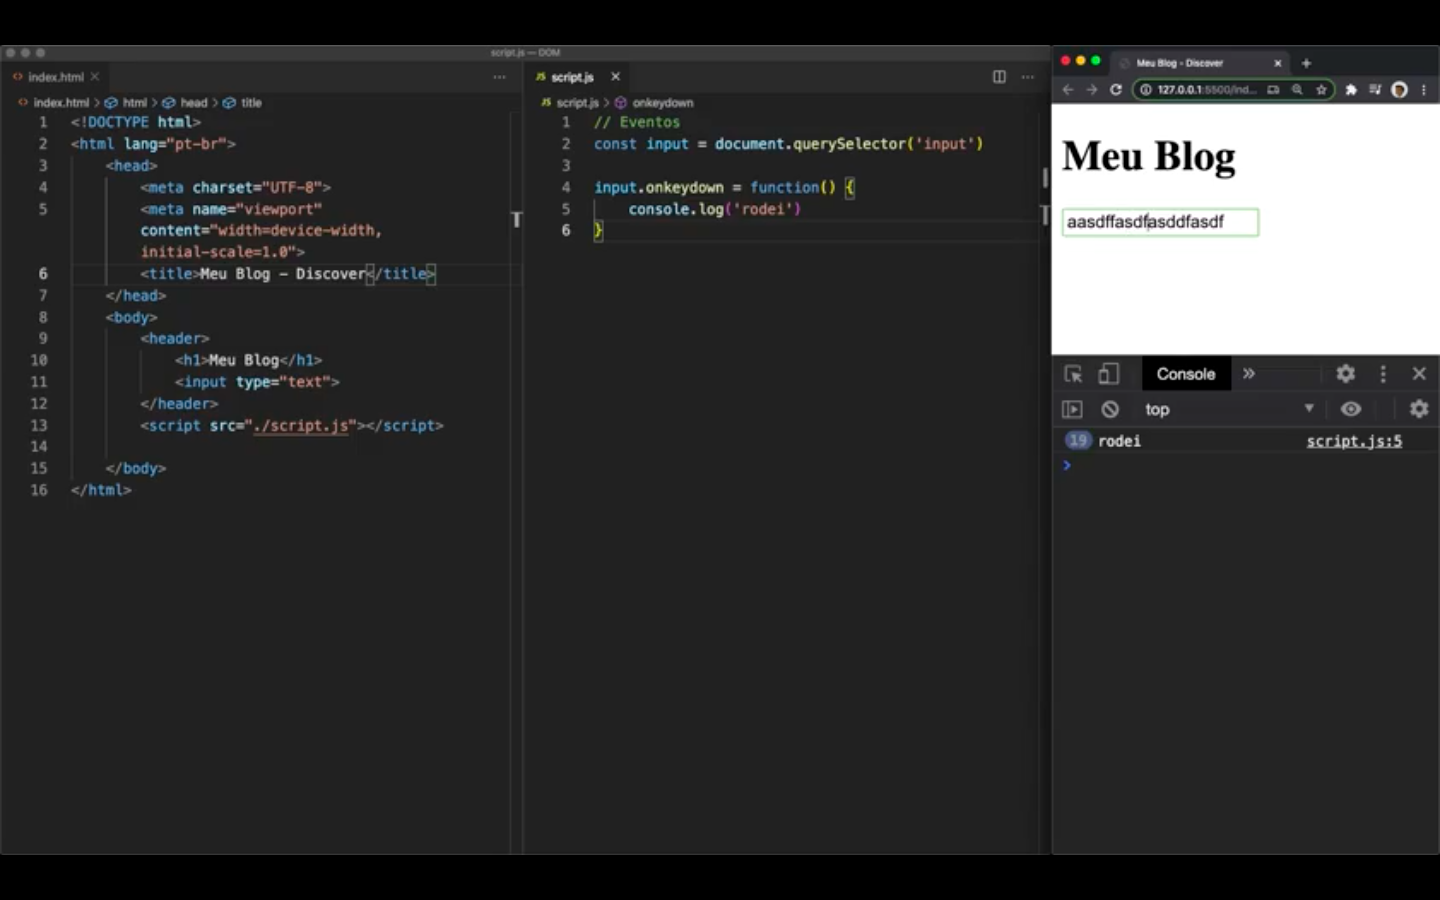 script.js — DOM
index.html
index.html > html > head > title
1 <!DOCTYPE html>
2 <html lang="pt-br">
3 <head>
4 <meta charset="UTF-8">
5 <meta name="viewport"
content="width=device-width,
initial-scale=1.0">
6 <title>Meu Blog - Discover</title>
7 </head>
8 <body>
9 <header>
10 <h1>Meu Blog</h1>
11 <input type="text">
12 </header>
13 <script src="./script.js"></script>
14
15 </body>
16 </html>
JS script.js
JS script.js > onkeydown
1 // Eventos
2 const input = document.querySelector('input')
3
4 input.onkeydown = function() {
5 console.log('rodei')
6 }
Meu Blog - Discover
127.0.0.1:5500/ind...
Meu Blog
aasdffasdfasddfasdf
Console
top
19 rodei script.js:5